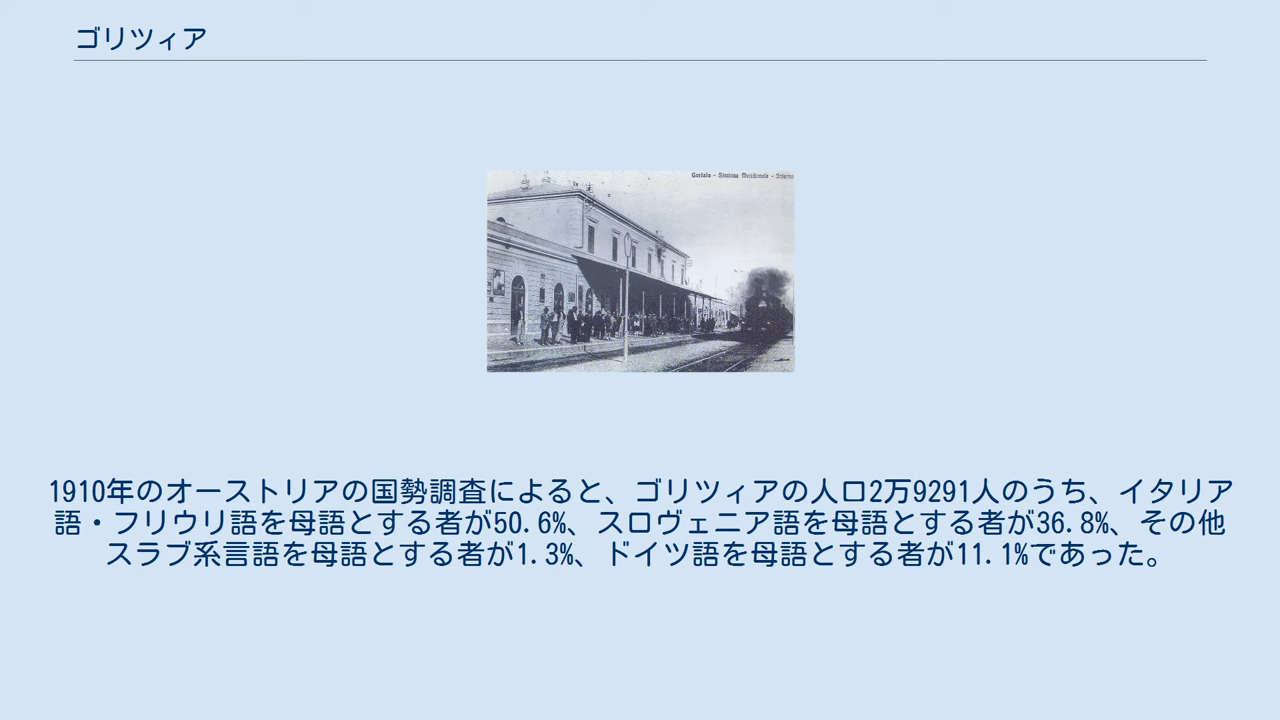 ゴリツィア
Gorizia - Stazione Meridionale - Interno
1910年のオーストリアの国勢調査によると、ゴリツィアの人口2万9291人のうち、イタリア
語・フリウリ語を母語とする者が50.6%、スロヴェニア語を母語とする者が36.8%、その他
スラブ系言語を母語とする者が1.3%、ドイツ語を母語とする者が11.1%であった。